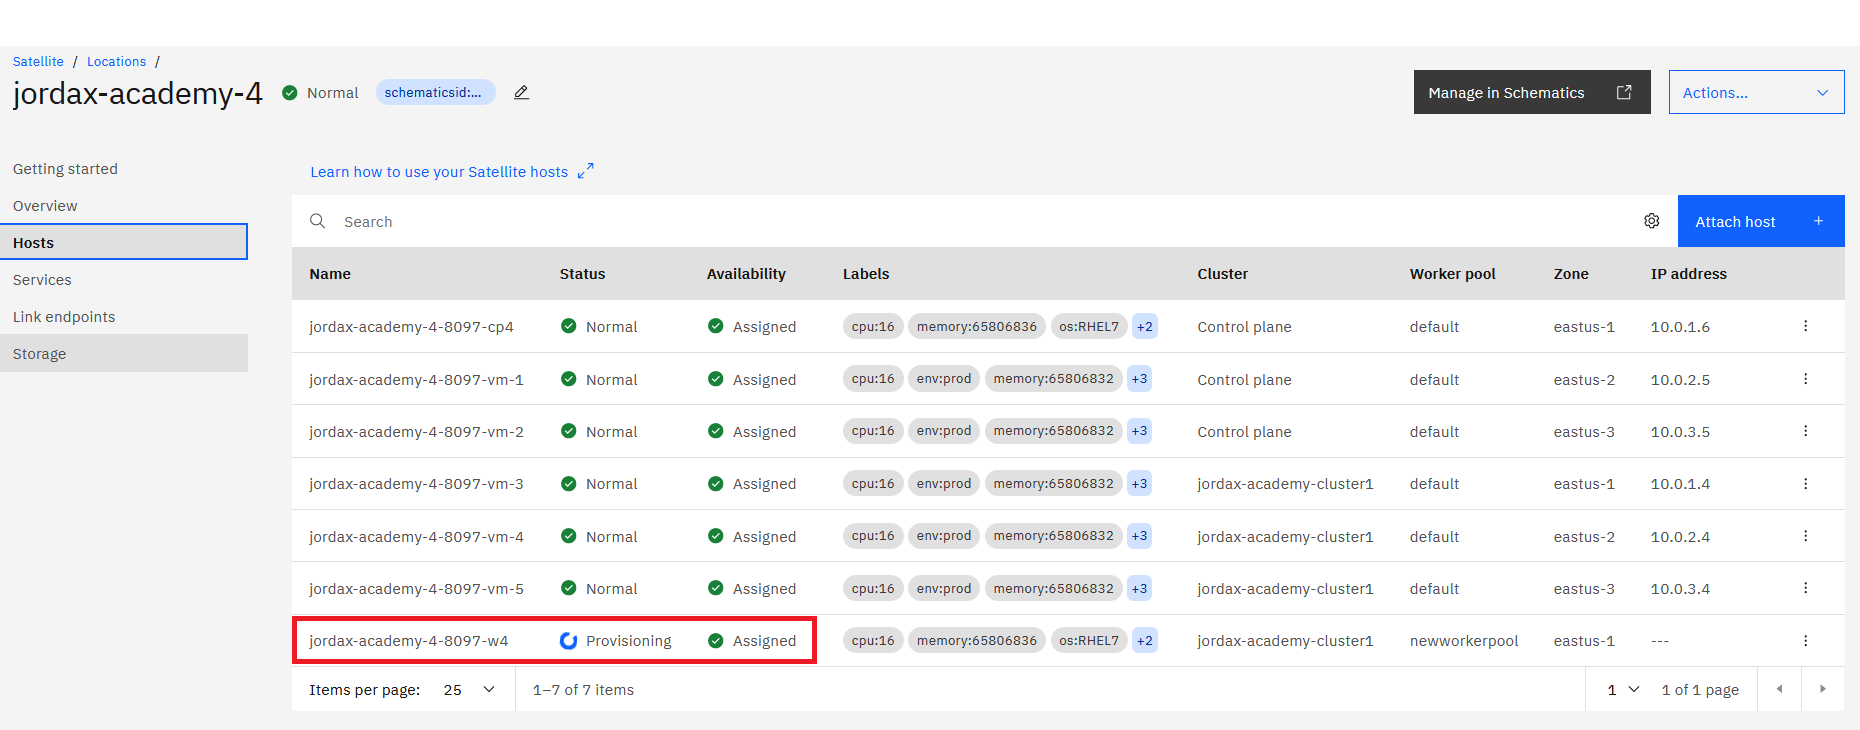 Satellite / Locations /
jordax-academy-4 Normal schematicsid:... Manage in Schematics Actions...
Getting started
Overview
Hosts
Services
Link endpoints
Storage
Learn how to use your Satellite hosts
Search Attach host +
Name Status Availability Labels Cluster Worker pool Zone IP address
jordax-academy-4-8097-cp4 Normal Assigned cpu:16 memory:65806836 os:RHEL7 +2 Control plane default eastus-1 10.0.1.6
jordax-academy-4-8097-vm-1 Normal Assigned cpu:16 env:prod memory:65806832 +3 Control plane default eastus-2 10.0.2.5
jordax-academy-4-8097-vm-2 Normal Assigned cpu:16 env:prod memory:65806832 +3 Control plane default eastus-3 10.0.3.5
jordax-academy-4-8097-vm-3 Normal Assigned cpu:16 env:prod memory:65806832 +3 jordax-academy-cluster1 default eastus-1 10.0.1.4
jordax-academy-4-8097-vm-4 Normal Assigned cpu:16 env:prod memory:65806832 +3 jordax-academy-cluster1 default eastus-2 10.0.2.4
jordax-academy-4-8097-vm-5 Normal Assigned cpu:16 env:prod memory:65806832 +3 jordax-academy-cluster1 default eastus-3 10.0.3.4
jordax-academy-4-8097-w4 Provisioning Assigned cpu:16 memory:65806836 os:RHEL7 +2 jordax-academy-cluster1 newworkerpool eastus-1 ---
Items per page: 25 1–7 of 7 items 1 1 of 1 page